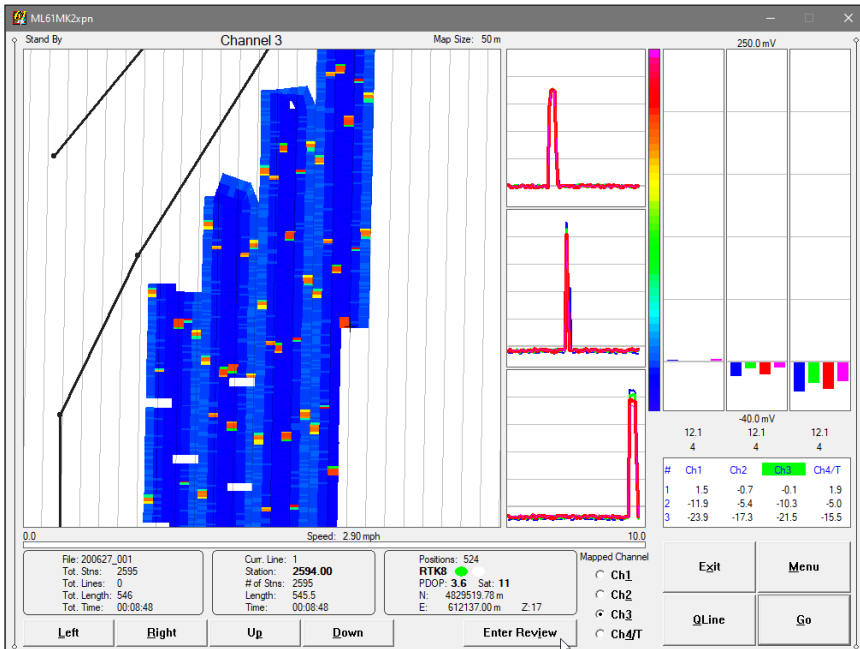 ML61MK2xpn
Stand By Channel 3 Map Size: 50 m
250.0 mV
-40.0 mV
12.1 12.1 12.1
4 4 4
# Ch1 Ch2 Ch3 Ch4/T
1 1.5 -0.7 -0.1 1.9
2 -11.9 -5.4 -10.3 -5.0
3 -23.9 -17.3 -21.5 -15.5
0.0 Speed: 2.90 mph 10.0
File: 200627_001
Tot. Stns: 2595
Tot. Lines: 0
Tot. Length: 546
Tot. Time: 00:08:48
Curr. Line: 1
Station: 2594.00
# of Stns: 2595
Length: 545.5
Time: 00:08:48
Positions: 524
RTK8
PDOP: 3.6 Sat: 11
N: 4829519.78 m
E: 612137.00 m Z:17
Mapped Channel
Ch1
Ch2
Ch3
Ch4/T
Exit
Menu
QLine
Go
Left
Right
Up
Down
Enter Review